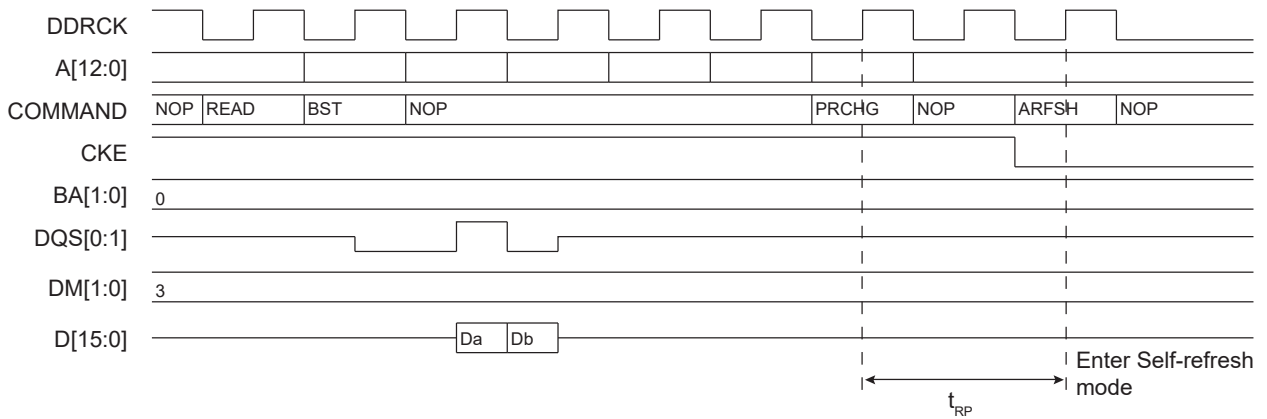 DDRCK
A[12:0]
COMMAND NOP READ BST NOP PRCHG NOP ARFSH NOP
CKE
BA[1:0] 0
DQS[0:1]
DM[1:0] 3
D[15:0] Da Db
Enter Self-refresh
mode
tRP